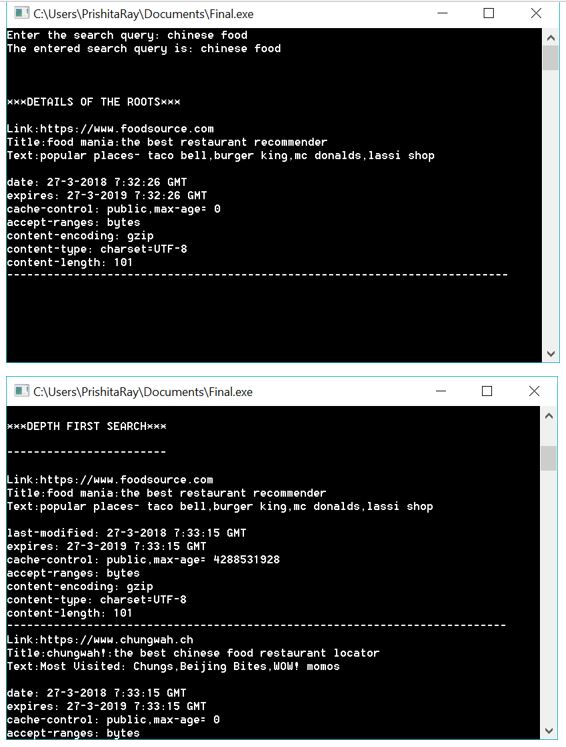 C:\Users\PrishitaRay\Documents\Final.exe
Enter the search query: chinese food
The entered search query is: chinese food
***DETAILS OF THE ROOTS***
Link:https://www.foodsource.com
Title:food mania:the best restaurant recommender
Text:popular places- taco bell,burger king,mc donalds,lassi shop
date: 27-3-2018 7:32:26 GMT
expires: 27-3-2019 7:32:26 GMT
cache-control: public,max-age= 0
accept-ranges: bytes
content-encoding: gzip
content-type: charset=UTF-8
content-length: 101
---------------------------------------------------------------------------
C:\Users\PrishitaRay\Documents\Final.exe
***DEPTH FIRST SEARCH***
------------------------
Link:https://www.foodsource.com
Title:food mania:the best restaurant recommender
Text:popular places- taco bell,burger king,mc donalds,lassi shop
last-modified: 27-3-2018 7:33:15 GMT
expires: 27-3-2019 7:33:15 GMT
cache-control: public,max-age= 4288531928
accept-ranges: bytes
content-encoding: gzip
content-type: charset=UTF-8
content-length: 101
---------------------------------------------------------------------------
Link:https://www.chungwah.ch
Title:chungwah!:the best chinese food restaurant locator
Text:Most Visited: Chungs,Beijing Bites,WOW! momos
date: 27-3-2018 7:33:15 GMT
expires: 27-3-2019 7:33:15 GMT
cache-control: public,max-age= 0
accept-ranges: bytes